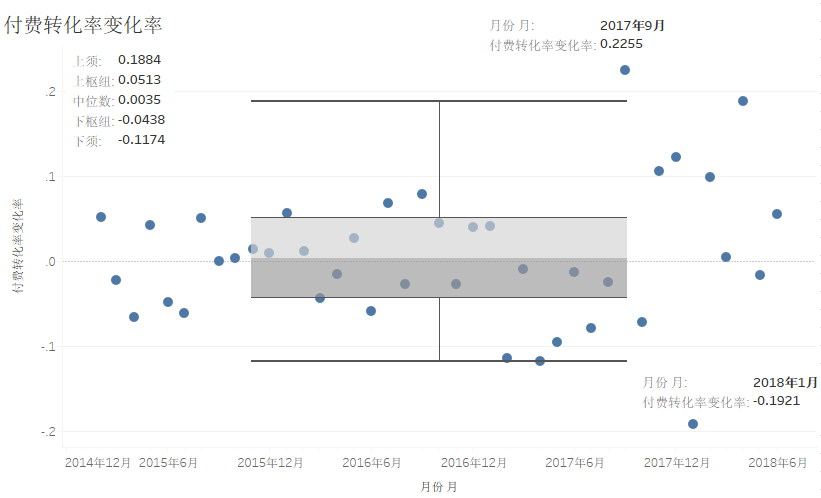 付费转化率变化率
月份 月: 2017年9月
付费转化率变化率: 0.2255
上须: 0.1884
上枢纽: 0.0513
中位数: 0.0035
下枢纽: -0.0438
下须: -0.1174
.2
.1
.0
-.1
-.2
付费转化率变化率
月份 月: 2018年1月
付费转化率变化率: -0.1921
2014年12月 2015年6月 2015年12月 2016年6月 2016年12月 2017年6月 2017年12月 2018年6月
月份 月